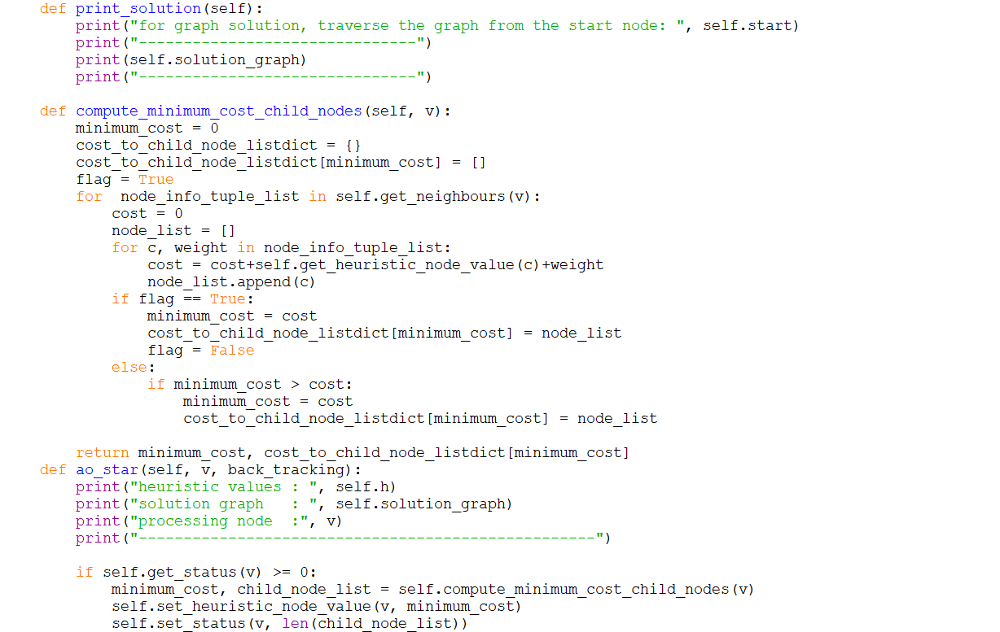 def print_solution(self):
        print("for graph solution, traverse the graph from the start node: ", self.start)
        print("-------------------------------")
        print(self.solution_graph)
        print("-------------------------------")

    def compute_minimum_cost_child_nodes(self, v):
        minimum_cost = 0
        cost_to_child_node_listdict = {}
        cost_to_child_node_listdict[minimum_cost] = []
        flag = True
        for  node_info_tuple_list in self.get_neighbours(v):
            cost = 0
            node_list = []
            for c, weight in node_info_tuple_list:
                cost = cost+self.get_heuristic_node_value(c)+weight
                node_list.append(c)
            if flag == True:
                minimum_cost = cost
                cost_to_child_node_listdict[minimum_cost] = node_list
                flag = False
            else:
                if minimum_cost > cost:
                    minimum_cost = cost
                    cost_to_child_node_listdict[minimum_cost] = node_list

        return minimum_cost, cost_to_child_node_listdict[minimum_cost]
    def ao_star(self, v, back_tracking):
        print("heuristic values : ", self.h)
        print("solution graph   : ", self.solution_graph)
        print("processing node  :", v)
        print("---------------------------------------------------")

        if self.get_status(v) >= 0:
            minimum_cost, child_node_list = self.compute_minimum_cost_child_nodes(v)
            self.set_heuristic_node_value(v, minimum_cost)
            self.set_status(v, len(child_node_list))